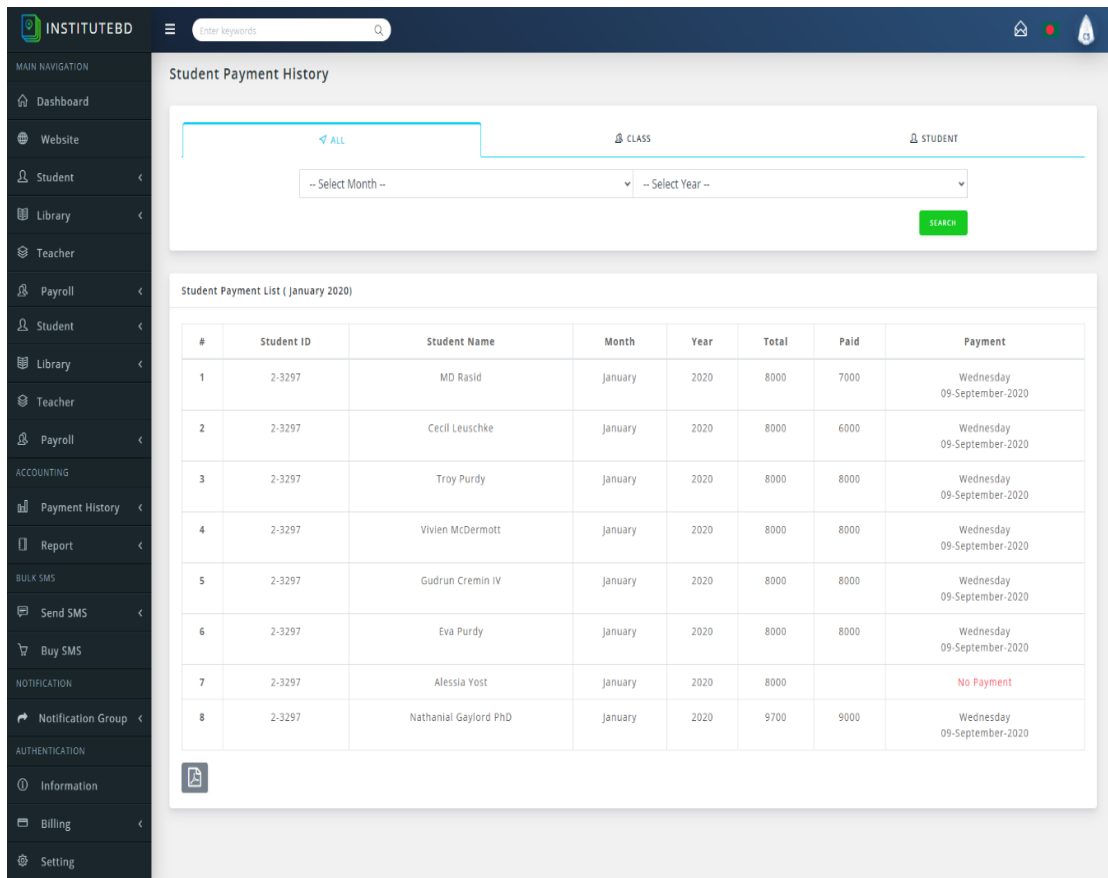 INSTITUTEBD
Enter keywords
CS
MAIN NAVIGATION
Dashboard
Website
Student
Library
Teacher
Payroll
Student
Library
Teacher
Payroll
ACCOUNTING
Payment History
Report
BULK SMS
Send SMS
Buy SMS
NOTIFICATION
Notification Group
AUTHENTICATION
Information
Billing
Setting
Student Payment History
ALL CLASS STUDENT
-- Select Month -- -- Select Year --
SEARCH
Student Payment List ( January 2020)
# Student ID Student Name Month Year Total Paid Payment
1 2-3297 MD Rasid January 2020 8000 7000 Wednesday
09-September-2020
2 2-3297 Cecil Leuschke January 2020 8000 6000 Wednesday
09-September-2020
3 2-3297 Troy Purdy January 2020 8000 8000 Wednesday
09-September-2020
4 2-3297 Vivien McDermott January 2020 8000 8000 Wednesday
09-September-2020
5 2-3297 Gudrun Cremin IV January 2020 8000 8000 Wednesday
09-September-2020
6 2-3297 Eva Purdy January 2020 8000 8000 Wednesday
09-September-2020
7 2-3297 Alessia Yost January 2020 8000 No Payment
8 2-3297 Nathanial Gaylord PhD January 2020 9700 9000 Wednesday
09-September-2020